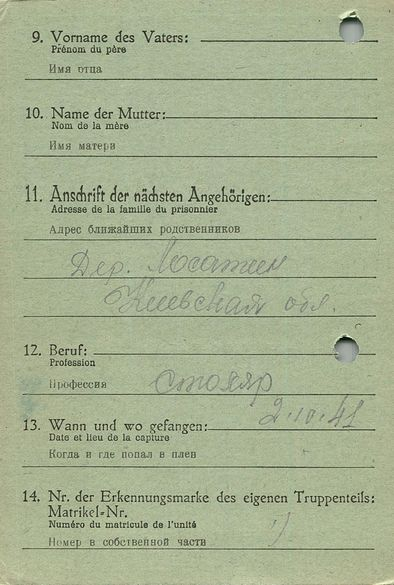 9. Vorname des Vaters:
Prénom du père
Имя отца
10. Name der Mutter:
Nom de la mère
Имя матери
11. Anschrift der nächsten Angehörigen:
Adresse de la famille du prisonnier
Адрес ближайших родственников
Дер.
Киевская обл.
12. Beruf:
Profession
Профессия столяр
2.10.41
13. Wann und wo gefangen:
Date et lieu de la capture
Когда и где попал в плен
14. Nr. der Erkennungsmarke des eigenen Truppenteils:
Matrikel-Nr.
Numéro du matricule de l'unité
Номер в собственной части